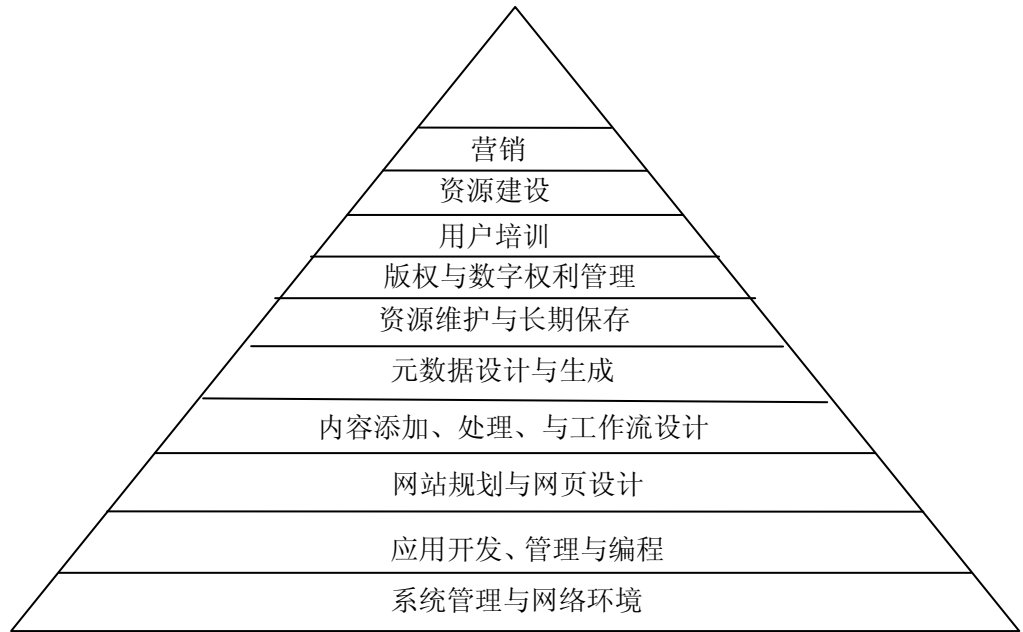 营销
资源建设
用户培训
版权与数字权利管理
资源维护与长期保存
元数据设计与生成
内容添加、处理、与工作流设计
网站规划与网页设计
应用开发、管理与编程
系统管理与网络环境